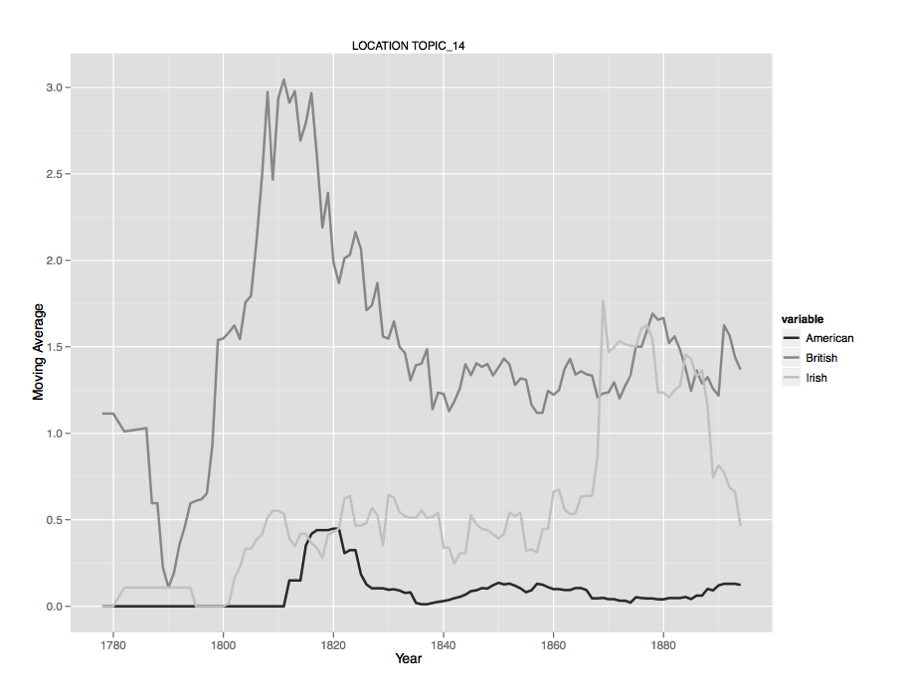 LOCATION TOPIC_14
3.0
2.5
2.0
1.5
1.0
0.5
0.0
Moving Average
1780 1800 1820 1840 1860 1880
Year
variable
American
British
Irish